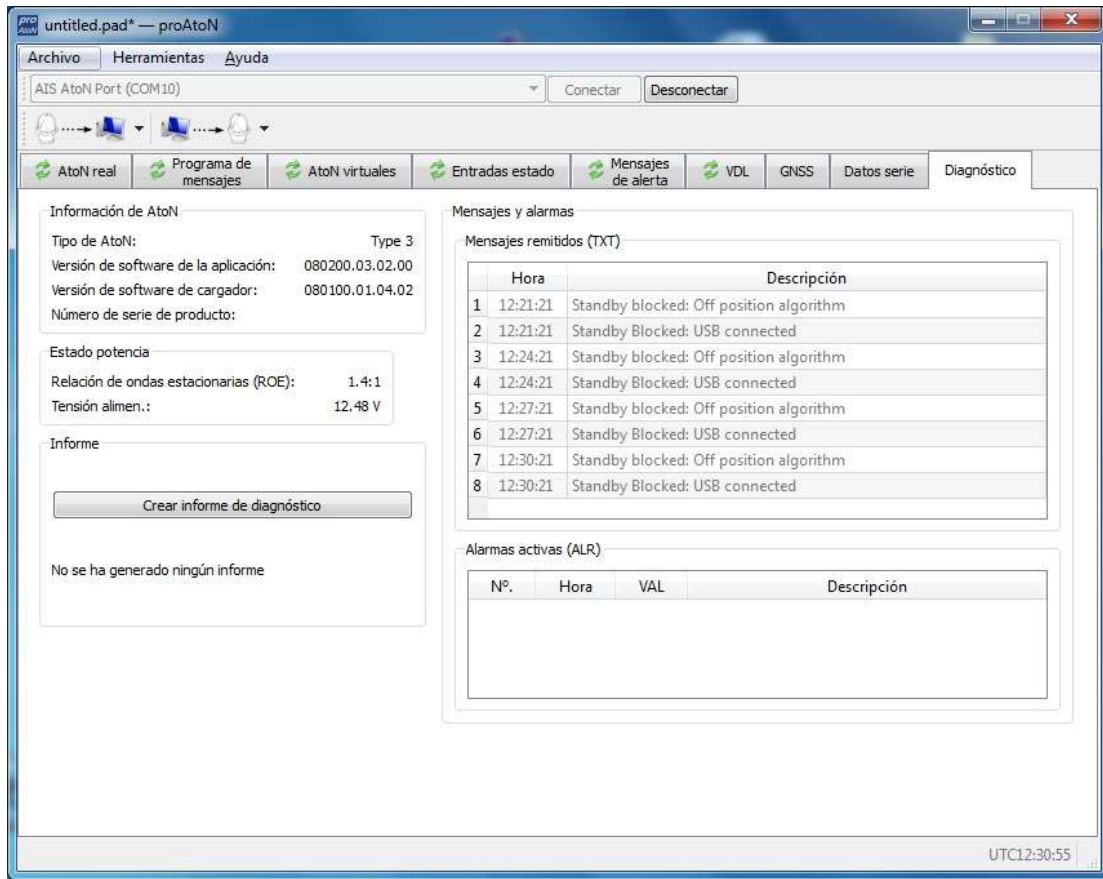 pro
AtoN
untitled.pad* — proAtoN
Archivo Herramientas Ayuda
AIS AtoN Port (COM10) Conectar Desconectar
AtoN real Programa de mensajes AtoN virtuales Entradas estado Mensajes de alerta VDL GNSS Datos serie Diagnóstico
Información de AtoN
Tipo de AtoN: Type 3
Versión de software de la aplicación: 080200.03.02.00
Versión de software de cargador: 080100.01.04.02
Número de serie de producto:
Estado potencia
Relación de ondas estacionarias (ROE): 1.4:1
Tensión alimen.: 12.48 V
Informe
Crear informe de diagnóstico
No se ha generado ningún informe
Mensajes y alarmas
Mensajes remitidos (TXT)
Hora Descripción
1 12:21:21 Standby blocked: Off position algorithm
2 12:21:21 Standby Blocked: USB connected
3 12:24:21 Standby blocked: Off position algorithm
4 12:24:21 Standby Blocked: USB connected
5 12:27:21 Standby blocked: Off position algorithm
6 12:27:21 Standby Blocked: USB connected
7 12:30:21 Standby blocked: Off position algorithm
8 12:30:21 Standby Blocked: USB connected
Alarmas activas (ALR)
Nº. Hora VAL Descripción
UTC12:30:55